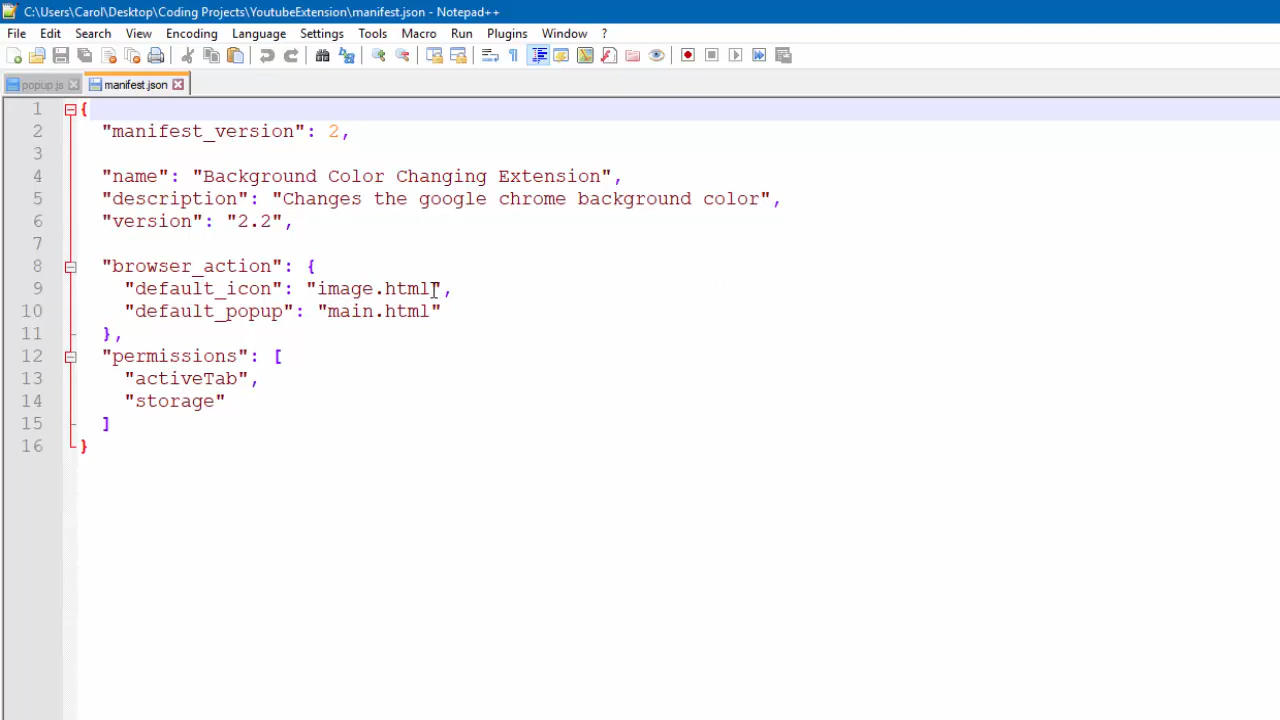 C:\Users\Carol\Desktop\Coding Projects\YoutubeExtension\manifest.json - Notepad++
File Edit Search View Encoding Language Settings Tools Macro Run Plugins Window ?
popup.js manifest.json
1 {
2 "manifest_version": 2,
3
4 "name": "Background Color Changing Extension",
5 "description": "Changes the google chrome background color",
6 "version": "2.2",
7
8 "browser_action": {
9 "default_icon": "image.html",
10 "default_popup": "main.html"
11 },
12 "permissions": [
13 "activeTab",
14 "storage"
15 ]
16 }